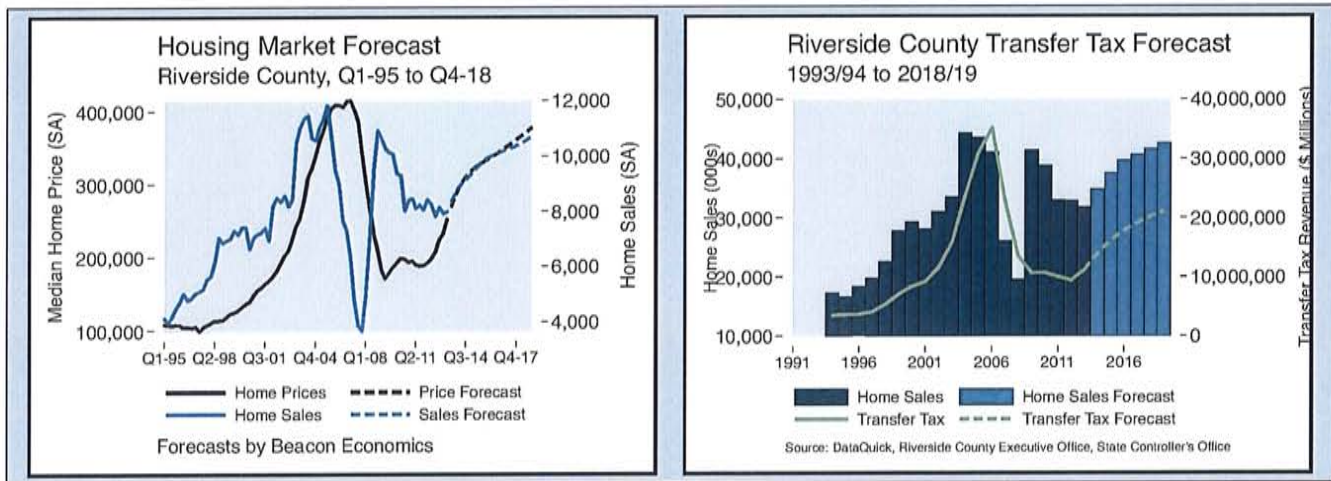 Housing Market Forecast
Riverside County, Q1-95 to Q4-18
Median Home Price (SA)
400,000
300,000
200,000
100,000
12,000
10,000
8,000
6,000
4,000
Home Sales (SA)
Q1-95 Q2-98 Q3-01 Q4-04 Q1-08 Q2-11 Q3-14 Q4-17
Home Prices Price Forecast
Home Sales Sales Forecast
Forecasts by Beacon Economics
Riverside County Transfer Tax Forecast
1993/94 to 2018/19
Home Sales (000s)
50,000
40,000
30,000
20,000
10,000
40,000,000
30,000,000
20,000,000
10,000,000
0
Transfer Tax Revenue ($ Millions)
1991 1996 2001 2006 2011 2016
Home Sales Home Sales Forecast
Transfer Tax Transfer Tax Forecast
Source: DataQuick, Riverside County Executive Office, State Controller's Office